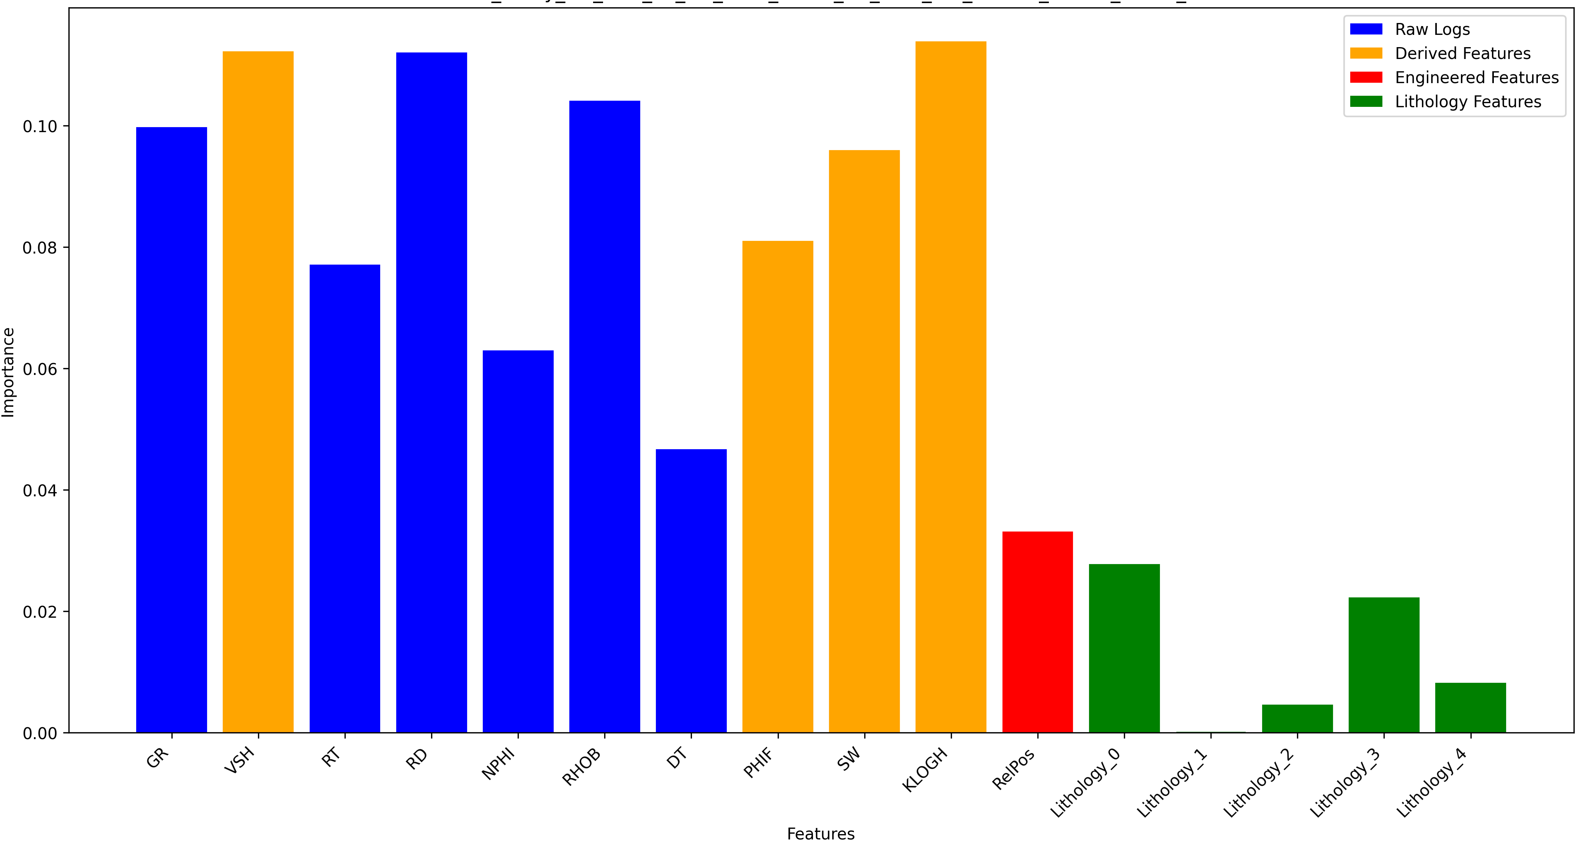 Raw Logs
Derived Features
Engineered Features
Lithology Features
0.10
0.08
0.06
0.04
0.02
0.00
Importance
GR
VSH
RT
RD
NPHI
RHOB
DT
PHIF
SW
KLOGH
RelPos
Lithology_0
Lithology_1
Lithology_2
Lithology_3
Lithology_4
Features